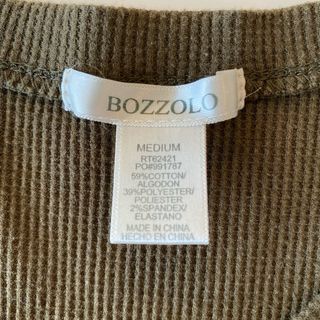 BOZZOLO
MEDIUM
RT62421
PO#991787
59%COTTON/
ALGODON
39%POLYESTER/
POLIESTER
2%SPANDEX/
ELASTANO
MADE IN CHINA
HECHO EN CHINA